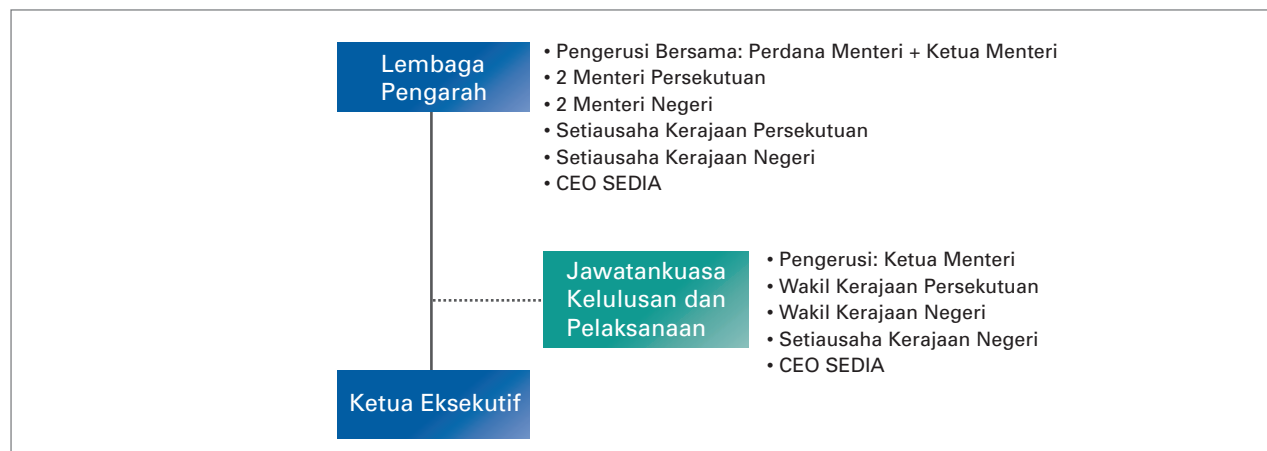 Lembaga
Pengarah
• Pengerusi Bersama: Perdana Menteri + Ketua Menteri
• 2 Menteri Persekutuan
• 2 Menteri Negeri
• Setiausaha Kerajaan Persekutuan
• Setiausaha Kerajaan Negeri
• CEO SEDIA
Jawatankuasa
Kelulusan dan
Pelaksanaan
• Pengerusi: Ketua Menteri
• Wakil Kerajaan Persekutuan
• Wakil Kerajaan Negeri
• Setiausaha Kerajaan Negeri
• CEO SEDIA
Ketua Eksekutif